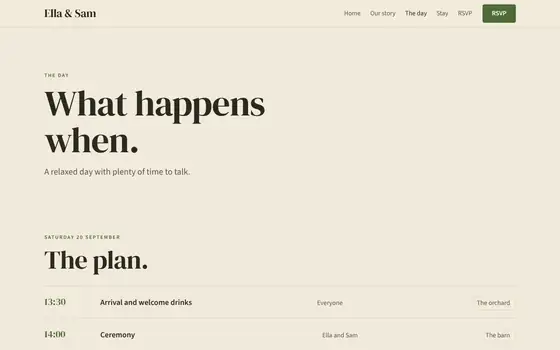 Ella & Sam
Home Our story The day Stay RSVP RSVP
THE DAY
What happens
when.
A relaxed day with plenty of time to talk.
SATURDAY 20 SEPTEMBER
The plan.
13:30 Arrival and welcome drinks Everyone The orchard
14:00 Ceremony Ella and Sam The barn